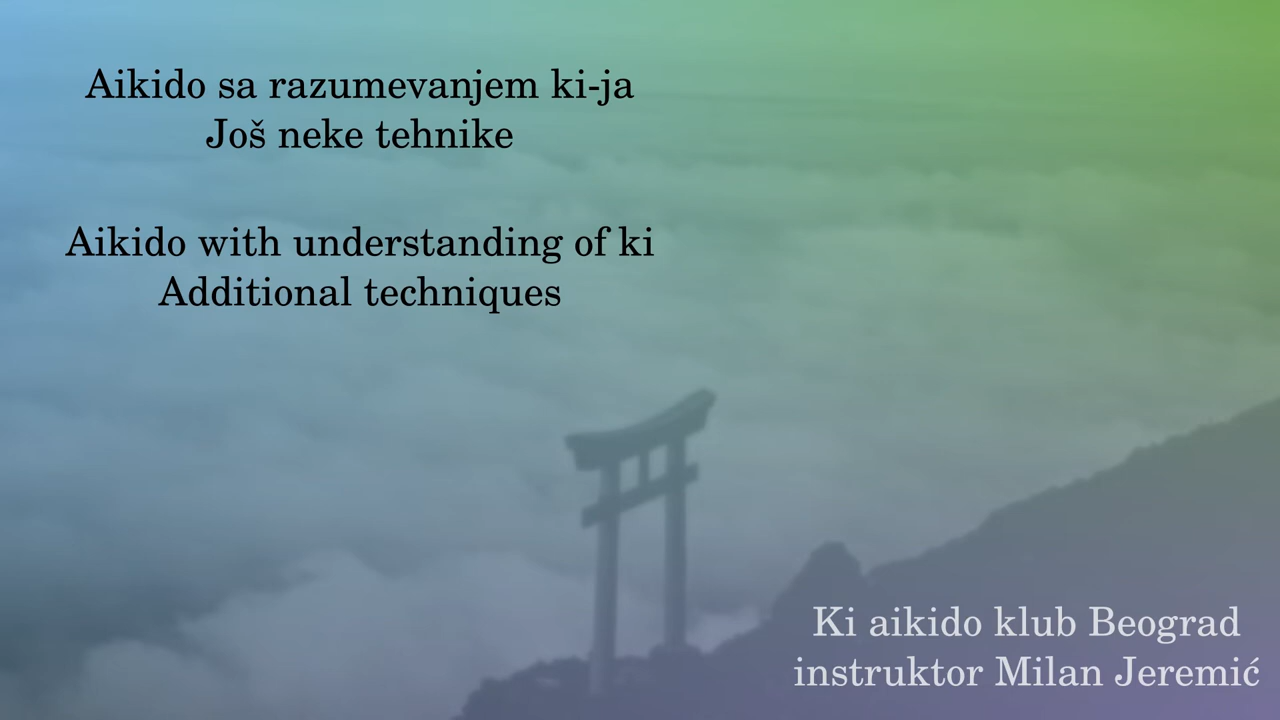 Aikido sa razumevanjem ki-ja
Još neke tehnike
Aikido with understanding of ki
Additional techniques
Ki aikido klub Beograd
instruktor Milan Jeremić